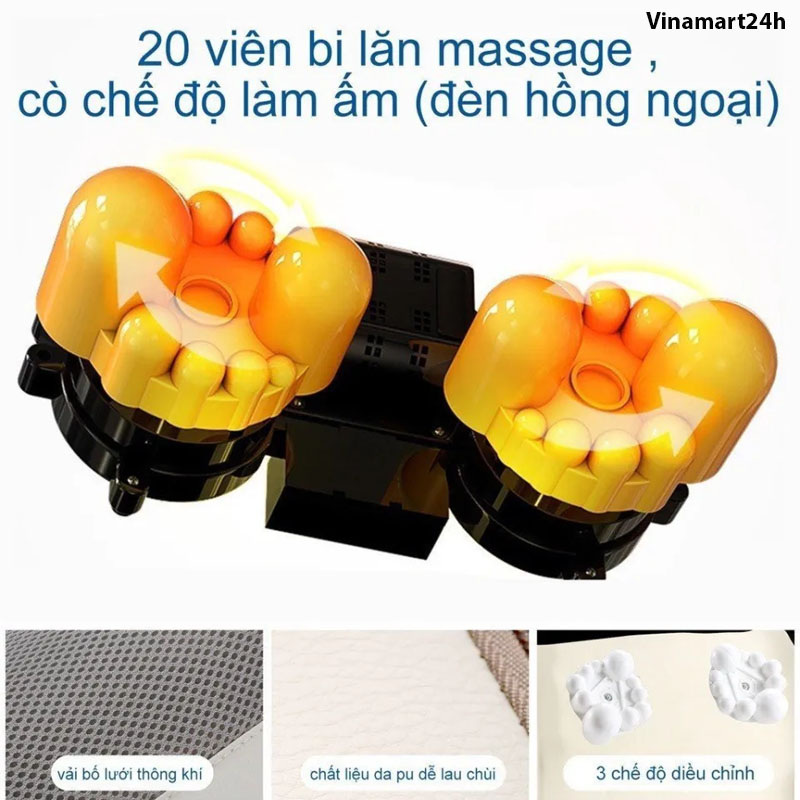 Vinamart24h
20 viên bi lăn massage ,
cò chế độ làm ấm (đèn hồng ngoại)
vải bố lưới thông khí
chất liệu da pu dễ lau chùi
3 chế độ diều chỉnh